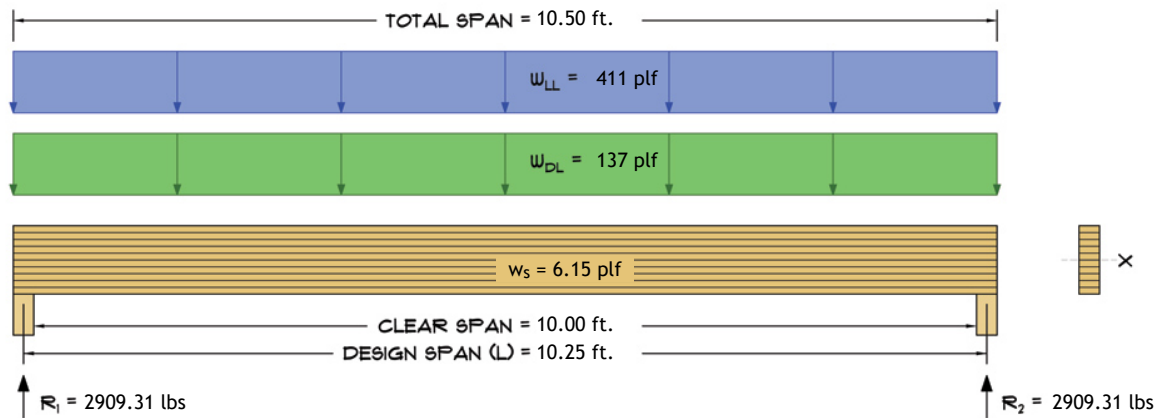 TOTAL SPAN = 10.50 ft.
WLL = 411 plf
WDL = 137 plf
ws = 6.15 plf
X
CLEAR SPAN = 10.00 ft.
DESIGN SPAN (L) = 10.25 ft.
R1 = 2909.31 lbs
R2 = 2909.31 lbs